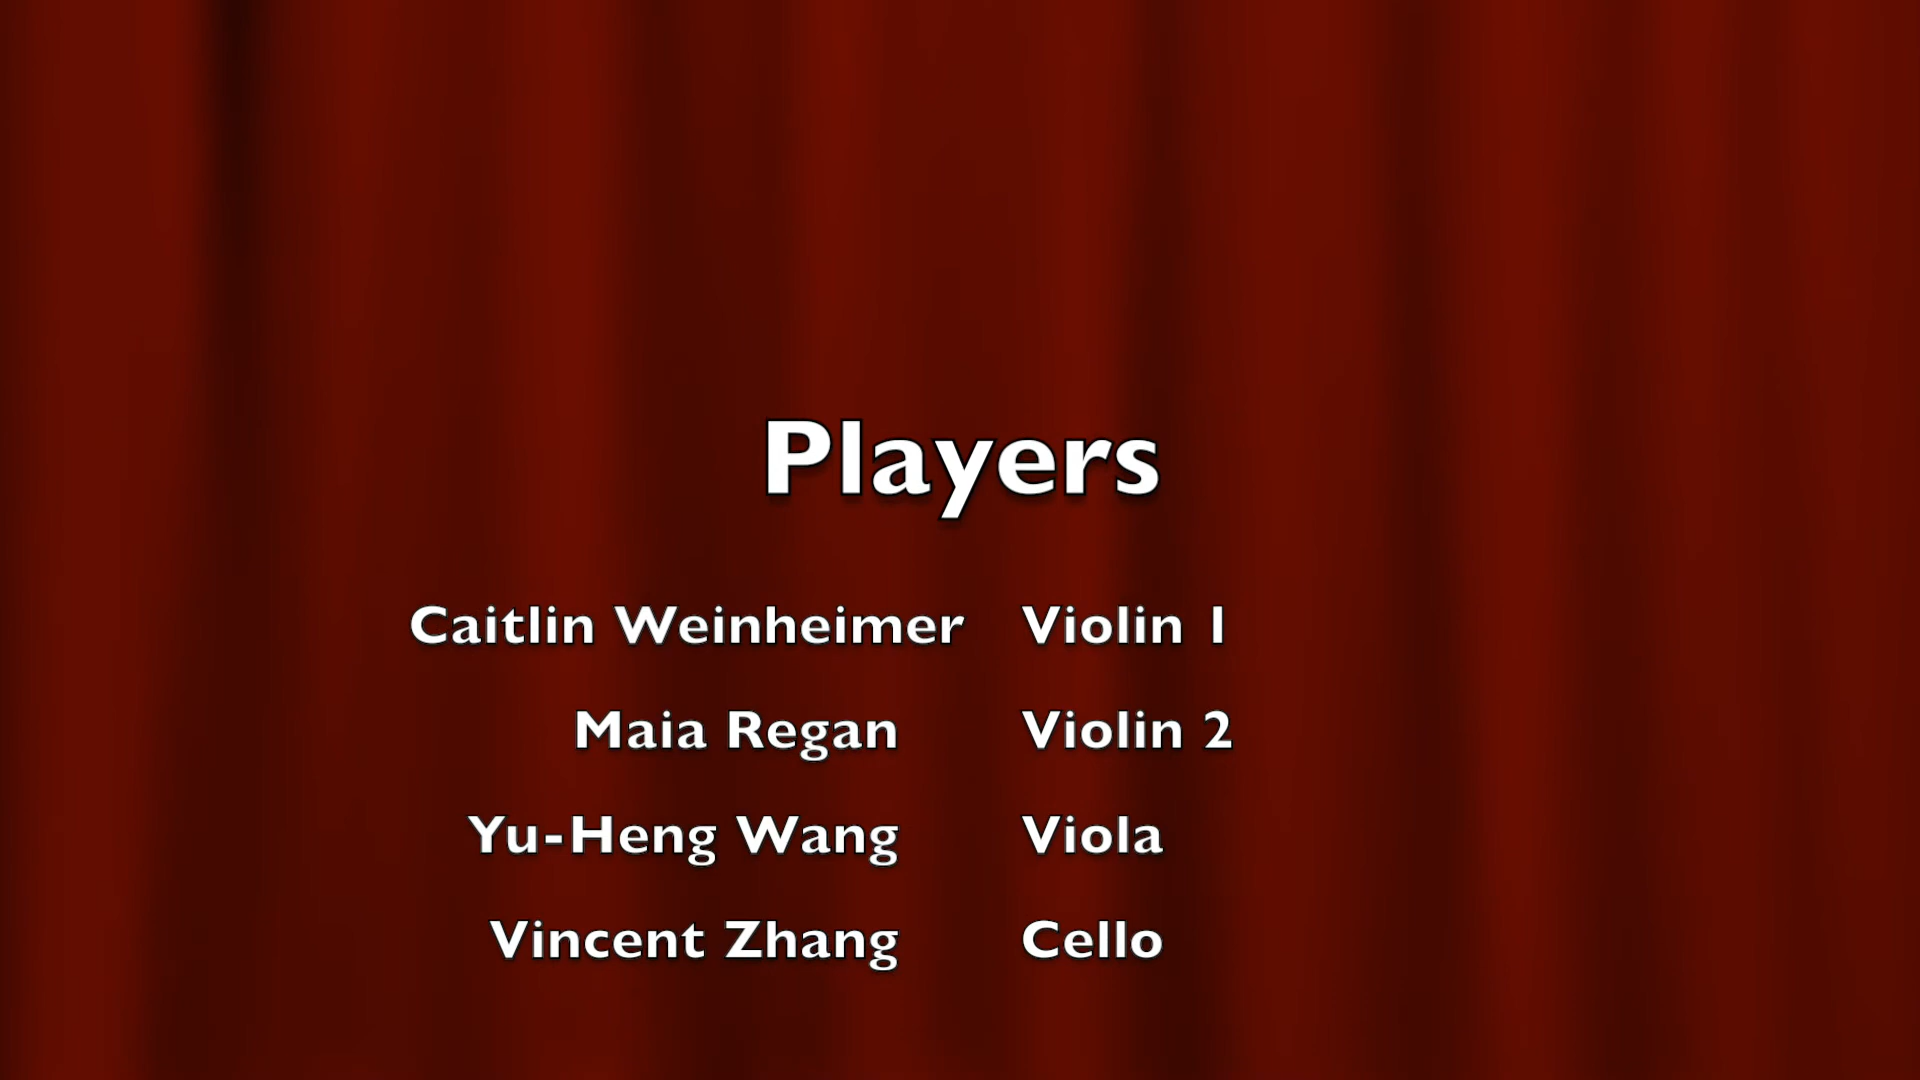 Players
Caitlin Weinheimer Violin 1
Maia Regan Violin 2
Yu-Heng Wang Viola
Vincent Zhang Cello